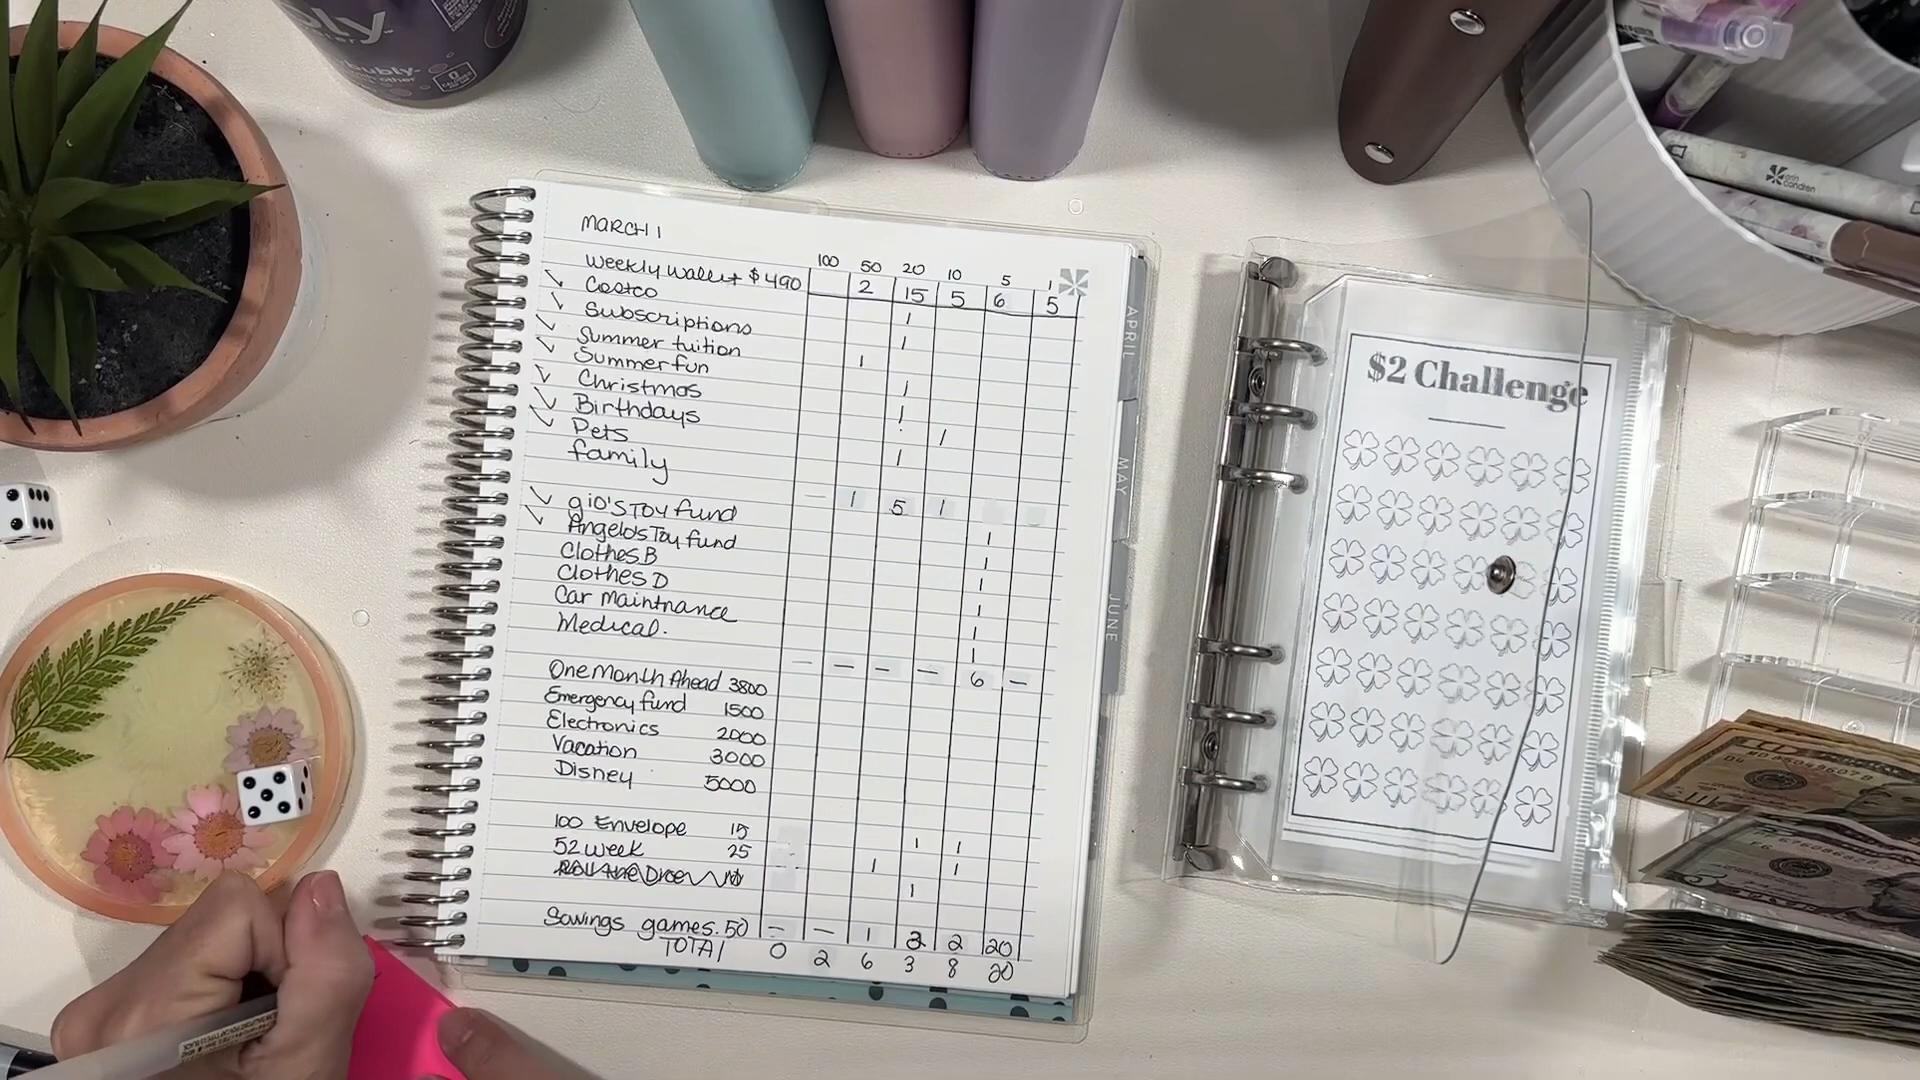 bubly
MARCH 1
100 50 20 10 5 1
Weekly Wallet $490 2 15 5 6 5
Costco 1
Subscriptions 1
Summer tuition
Summer fun 1
Christmas 1
Birthdays 1
Pets 1
family 1
— 1 5 1
giO'S TOY fund
Angelo's Toy fund 1
Clothes B 1
Clothes D 1
Car Maintnance 1
Medical. 1
— — — — 6 —
One Month Ahead 3800
Emergency fund 1500
Electronics 2000
Vacation 3000
Disney 5000
100 Envelope 15 1 1
52 week 25 1 1
Savings games. 50 — — 1 3 2 20
TOTAL 0 2 6 3 8 20
APRIL
MAY
JUNE
$2 Challenge
erin condren